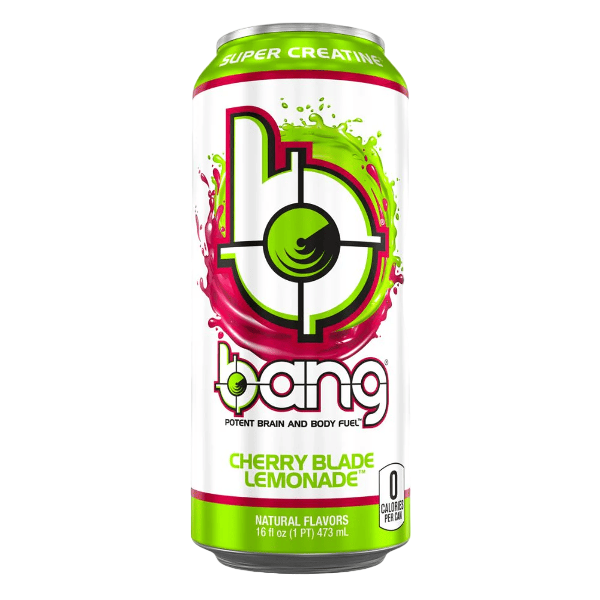 SUPER CREATINE
b
bang®
POTENT BRAIN AND BODY FUEL™
CHERRY BLADE
LEMONADE™
0
CALORIES
PER CAN
NATURAL FLAVORS
16 fl oz (1 PT) 473 mL